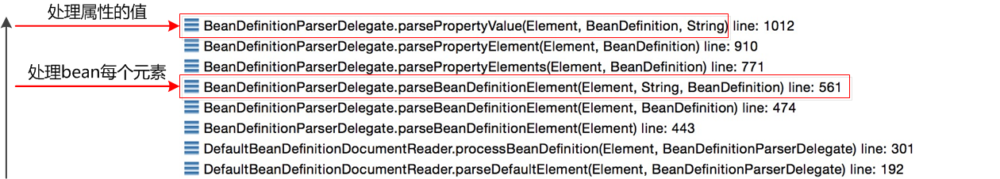 处理属性的值
BeanDefinitionParserDelegate.parsePropertyValue(Element, BeanDefinition, String) line: 1012
BeanDefinitionParserDelegate.parsePropertyElement(Element, BeanDefinition) line: 910
BeanDefinitionParserDelegate.parsePropertyElements(Element, BeanDefinition) line: 771
处理bean每个元素
BeanDefinitionParserDelegate.parseBeanDefinitionElement(Element, String, BeanDefinition) line: 561
BeanDefinitionParserDelegate.parseBeanDefinitionElement(Element, BeanDefinition) line: 474
BeanDefinitionParserDelegate.parseBeanDefinitionElement(Element) line: 443
DefaultBeanDefinitionDocumentReader.processBeanDefinition(Element, BeanDefinitionParserDelegate) line: 301
DefaultBeanDefinitionDocumentReader.parseDefaultElement(Element, BeanDefinitionParserDelegate) line: 192